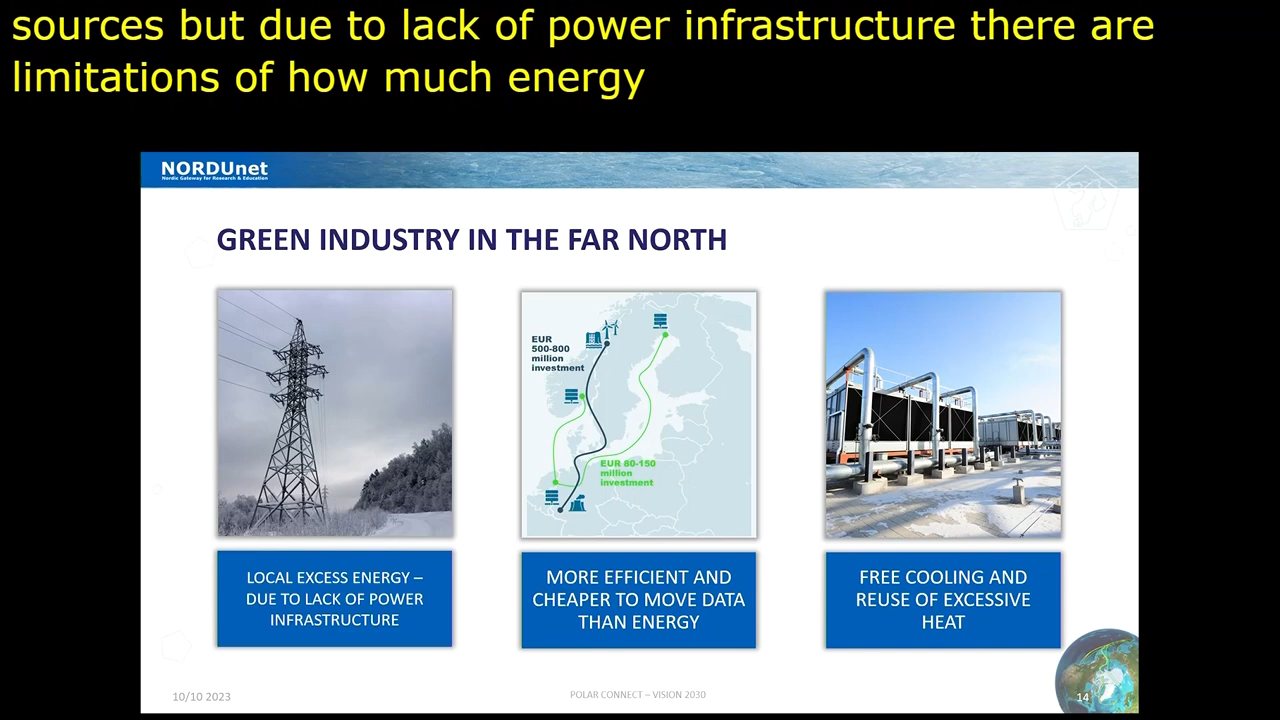 sources but due to lack of power infrastructure there are
limitations of how much energy
NORDUnet
Nordic Gateway for Research & Education
GREEN INDUSTRY IN THE FAR NORTH
EUR
500-800
million
investment
EUR 80-150
million
investment
LOCAL EXCESS ENERGY –
DUE TO LACK OF POWER
INFRASTRUCTURE
MORE EFFICIENT AND
CHEAPER TO MOVE DATA
THAN ENERGY
FREE COOLING AND
REUSE OF EXCESSIVE
HEAT
10/10 2023
POLAR CONNECT – VISION 2030
14